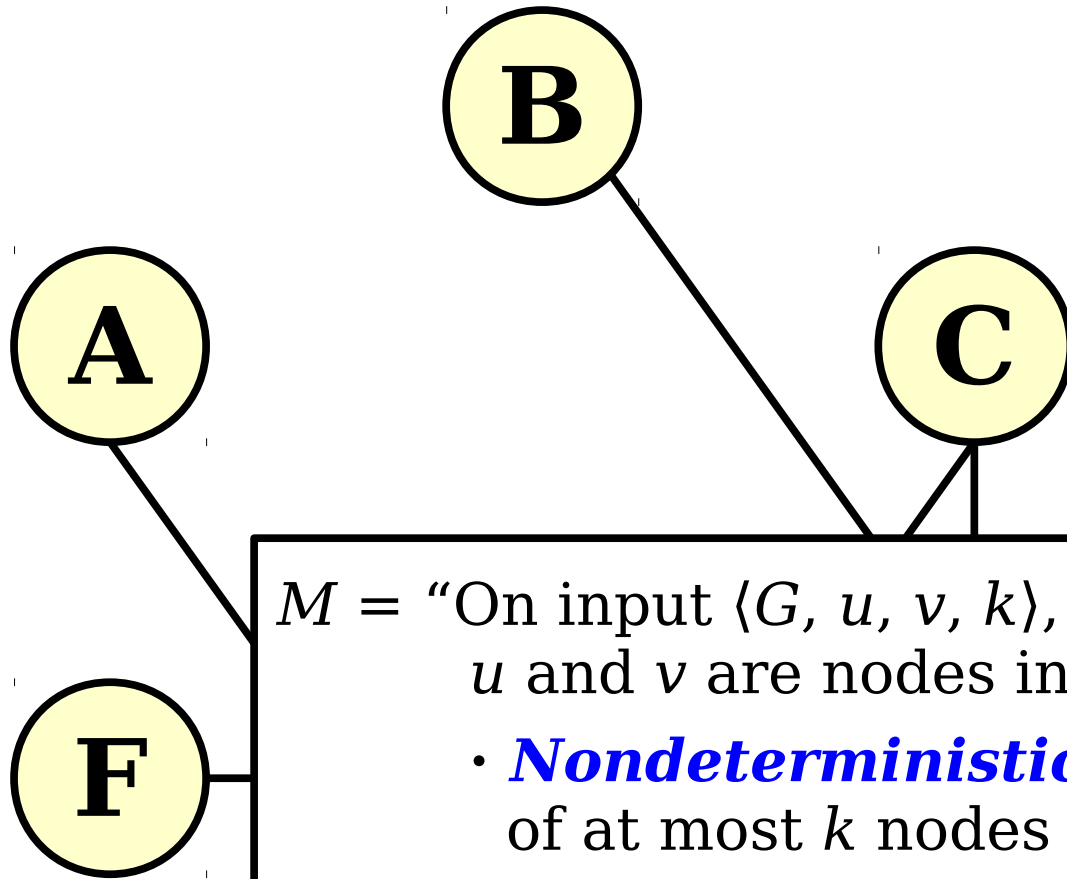 B
A
C
M = “On input ⟨G, u, v, k⟩,
u and v are nodes in
F
· Nondeterministic
of at most k nodes